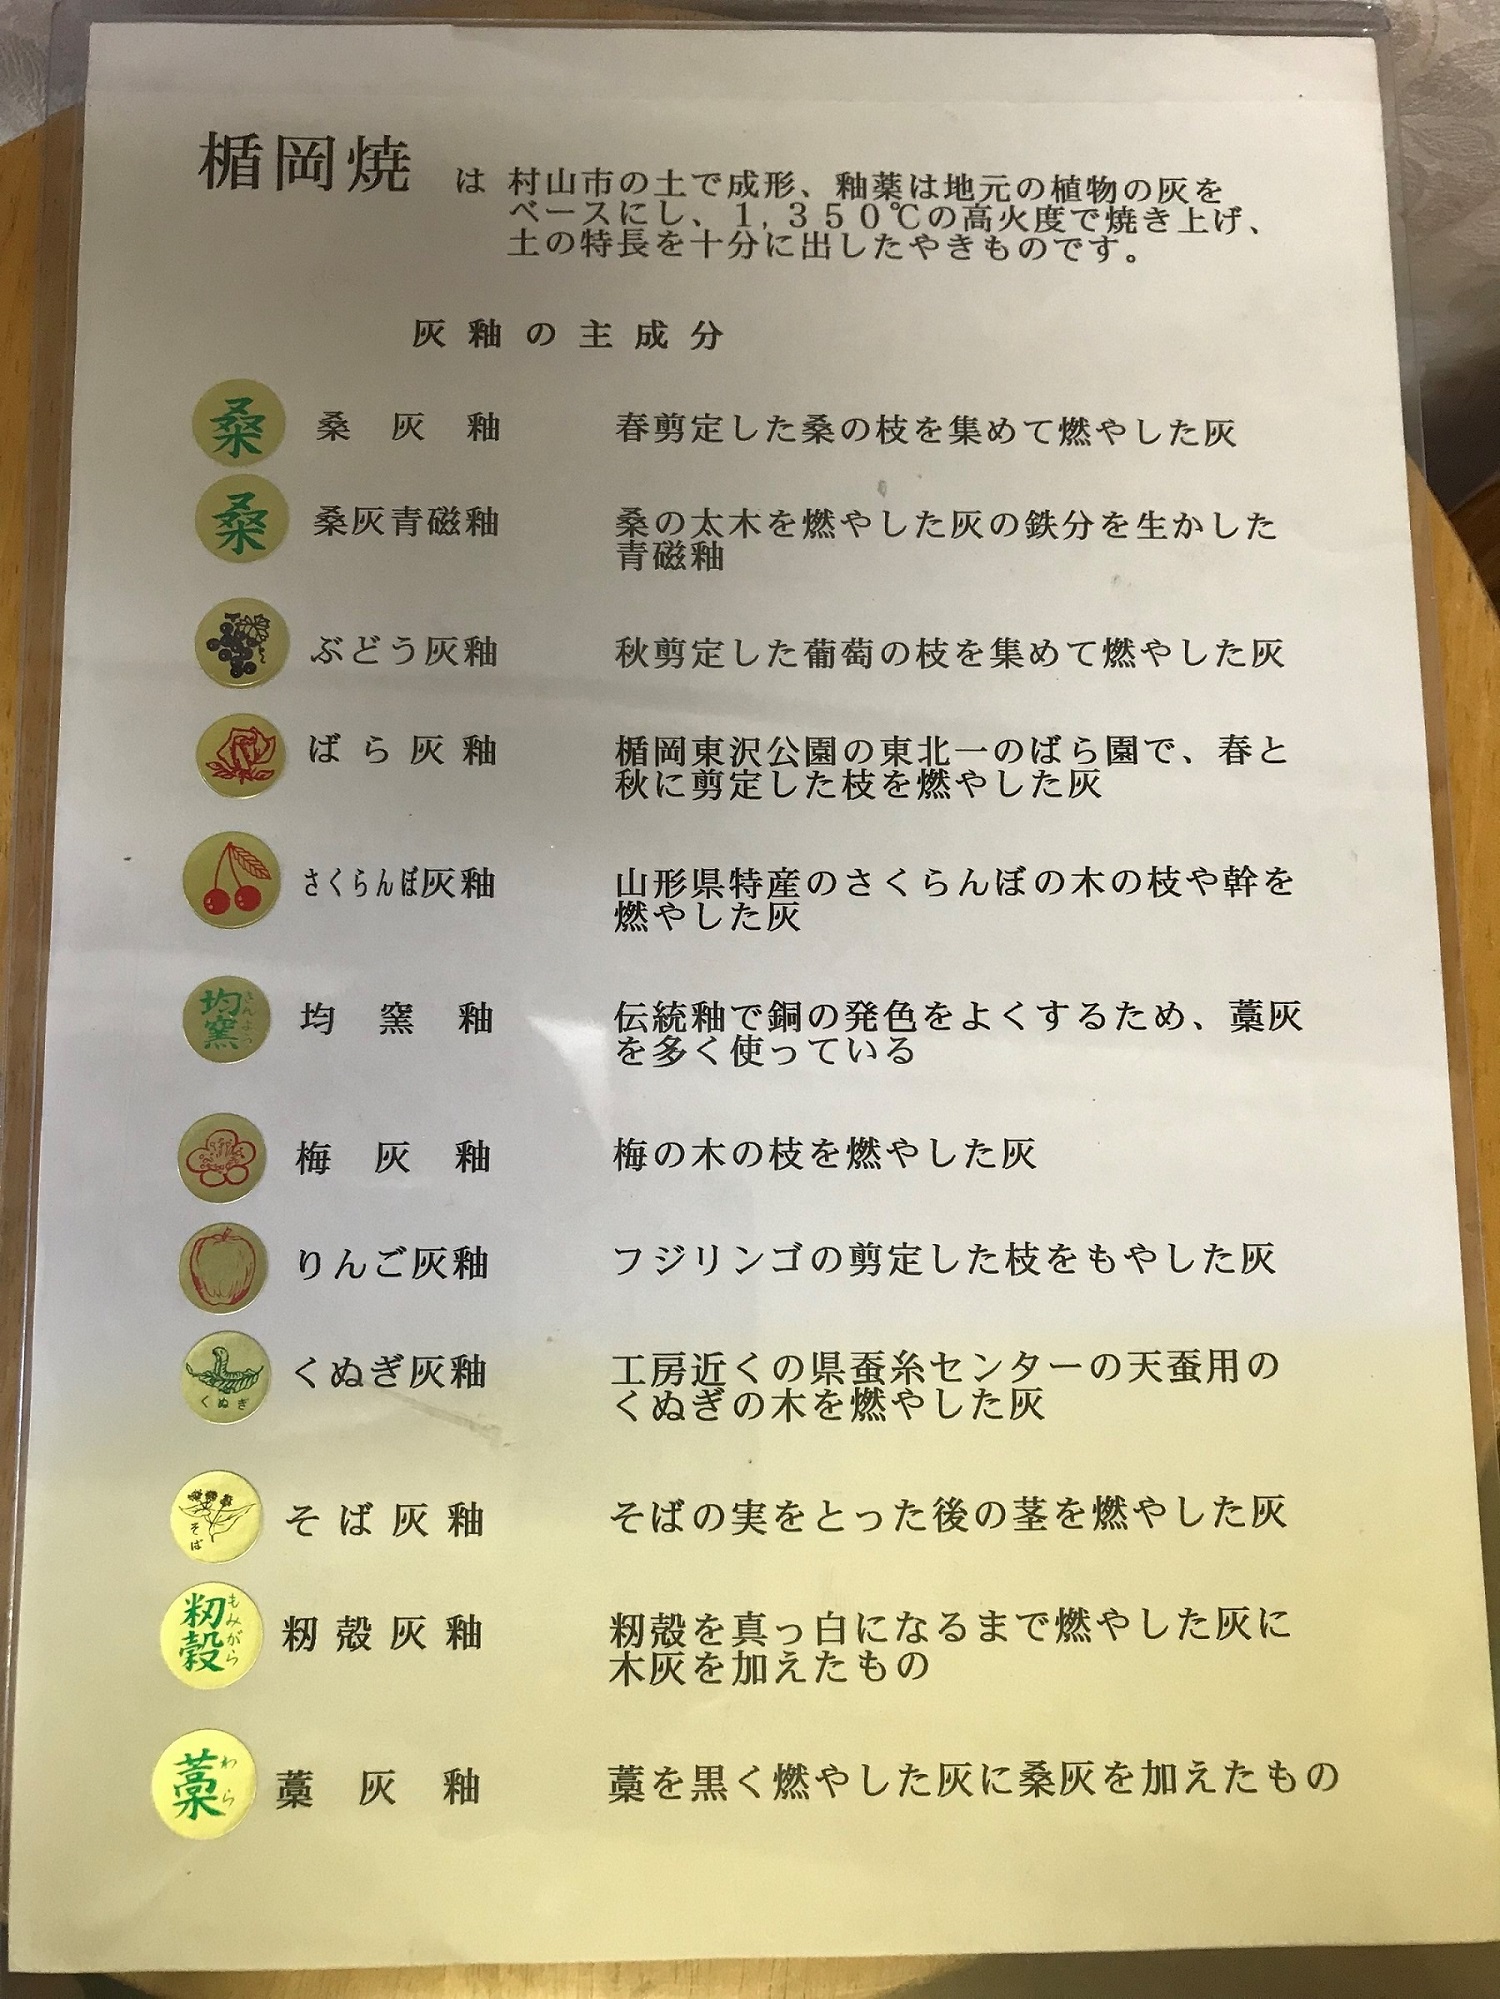 楯岡焼 は 村山市の土で成形、釉薬は地元の植物の灰を
ベースにし、１,３５０℃の高火度で焼き上げ、
土の特長を十分に出したやきものです。
灰釉の主成分
桑 桑灰釉 春剪定した桑の枝を集めて燃やした灰
桑 桑灰青磁釉 桑の太木を燃やした灰の鉄分を生かした
青磁釉
ぶどう灰釉 秋剪定した葡萄の枝を集めて燃やした灰
ばら灰釉 楯岡東沢公園の東北一のばら園で、春と
秋に剪定した枝を燃やした灰
さくらんぼ灰釉 山形県特産のさくらんぼの木の枝や幹を
燃やした灰
均窯 均窯釉 伝統釉で銅の発色をよくするため、藁灰
を多く使っている
梅灰釉 梅の木の枝を燃やした灰
りんご灰釉 フジリンゴの剪定した枝をもやした灰
くぬぎ くぬぎ灰釉 工房近くの県蚕糸センターの天蚕用の
くぬぎの木を燃やした灰
そば そば灰釉 そばの実をとった後の茎を燃やした灰
籾殻 もみがら 籾殻灰釉 籾殻を真っ白になるまで燃やした灰に
木灰を加えたもの
藁 わら 藁灰釉 藁を黒く燃やした灰に桑灰を加えたもの